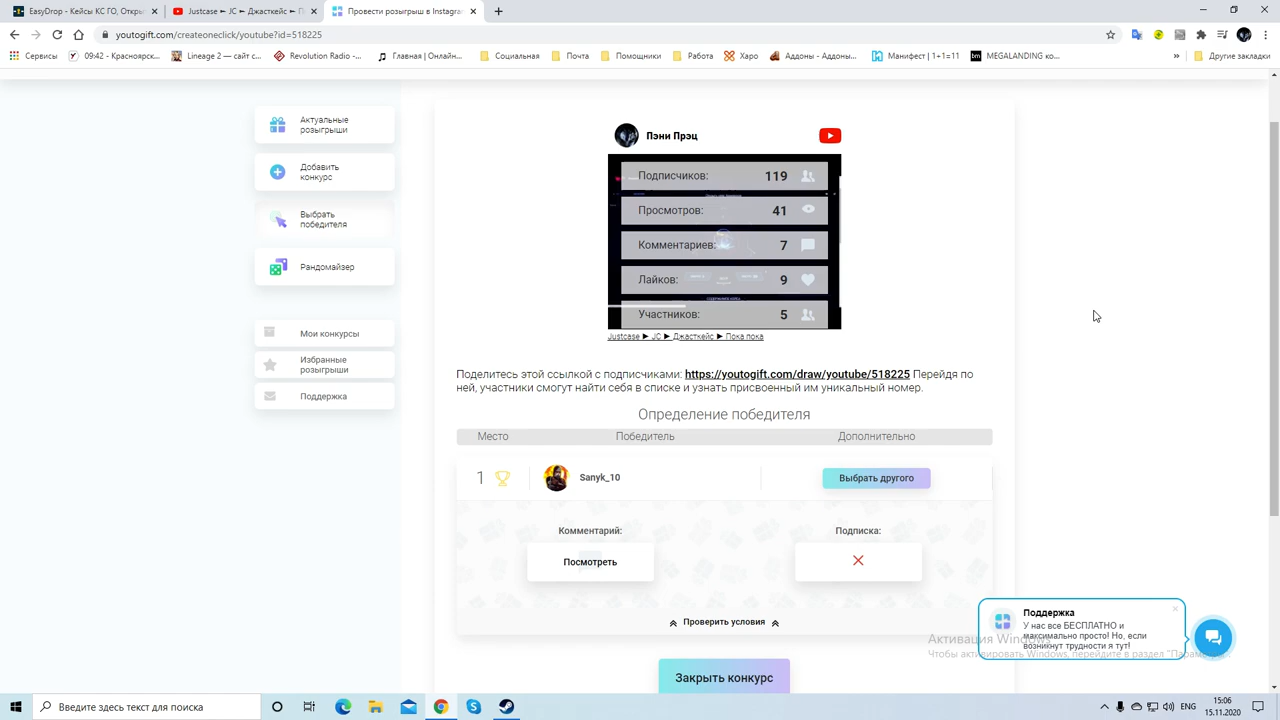 EasyDrop - Кейсы КС ГО, Откры
Justcase ► JC ► Джасткейс ► П
Провести розыгрыш в Instagram
youtogift.com/createoneclick/youtube?id=518225
Сервисы
09:42 - Красноярск...
Lineage 2 — сайт с...
Revolution Radio -...
Главная | Онлайн...
Социальная
Почта
Помощники
Работа
Харо
Аддоны - Аддоны...
Манифест | 1+1=11
MEGALANDING ко...
»
Другие закладки
Актуальные
розыгрыши
Добавить
конкурс
Выбрать
победителя
Рандомайзер
Мои конкурсы
Избранные
розыгрыши
Поддержка
Пэни Прэц
Подписчиков: 119
Просмотров: 41
Комментариев: 7
Лайков: 9
Участников: 5
Justcase ► JC ► Джасткейс ► Пока пока
Поделитесь этой ссылкой с подписчиками: https://youtogift.com/draw/youtube/518225 Перейдя по
ней, участники смогут найти себя в списке и узнать присвоенный им уникальный номер.
Определение победителя
Место Победитель Дополнительно
1 Sanyk_10 Выбрать другого
Комментарий: Подписка:
Посмотреть
Проверить условия
Закрыть конкурс
Поддержка
У нас все БЕСПЛАТНО и
максимально просто! Но, если
возникнут трудности я тут!
Активация Windows
Чтобы активировать Windows, перейдите в раздел "Парам
Введите здесь текст для поиска
ENG
15:06
15.11.2020